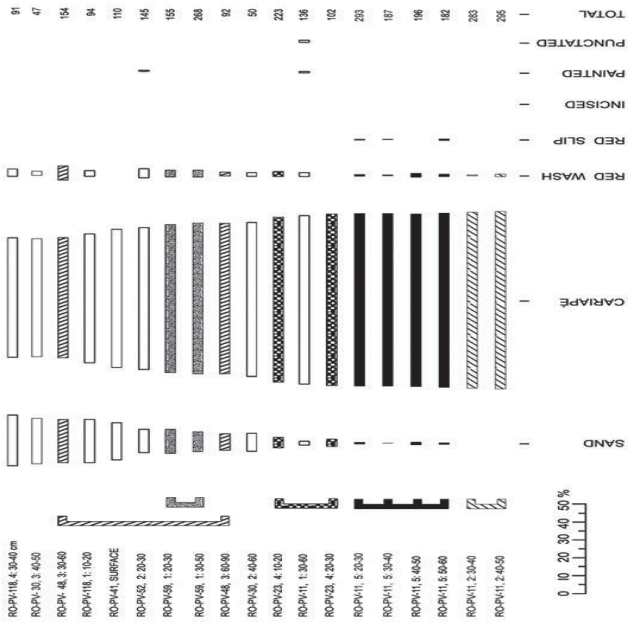 TOTAL
PUNCTATED
PAINTED
INCISED
RED SLIP
RED WASH
CARIAPÉ
SAND
91
47
154
94
110
145
155
268
92
50
223
136
102
293
187
196
182
283
295
50 %
40
30
20
10
0
RO-PV-118, 4: 30-40 cm
RO-PV- 30, 3: 40-50
RO-PV- 48, 3: 30-60
RO-PV-118, 1: 10-20
RO-PV-41, SURFACE
RO-PV-52, 2: 20-30
RO-PV-59, 1: 20-30
RO-PV-59, 1: 30-50
RO-PV-48, 3: 60-90
RO-PV-30, 2: 40-60
RO-PV-23, 4: 10-20
RO-PV-11, 1: 30-60
RO-PV-23, 4: 20-30
RO-PV-11, 5: 20-30
RO-PV-11, 5: 30-40
RO-PV-11, 5: 40-50
RO-PV-11, 5: 50-60
RO-PV-11, 2: 30-40
RO-PV-11, 2: 40-50